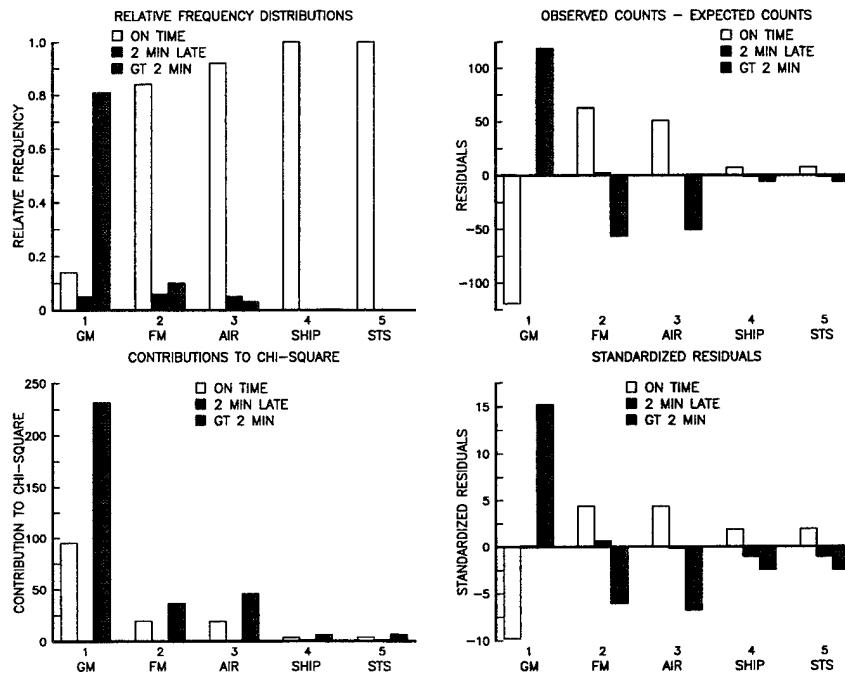 RELATIVE FREQUENCY DISTRIBUTIONS
ON TIME
2 MIN LATE
GT 2 MIN
RELATIVE FREQUENCY
1.0
0.8
0.6
0.4
0.2
0
1 2 3 4 5
GM FM AIR SHIP STS
OBSERVED COUNTS – EXPECTED COUNTS
ON TIME
2 MIN LATE
GT 2 MIN
RESIDUALS
100
50
0
−50
−100
1 2 3 4 5
GM FM AIR SHIP STS
CONTRIBUTIONS TO CHI–SQUARE
ON TIME
2 MIN LATE
GT 2 MIN
CONTRIBUTION TO CHI–SQUARE
250
200
150
100
50
0
1 2 3 4 5
GM FM AIR SHIP STS
STANDARDIZED RESIDUALS
ON TIME
2 MIN LATE
GT 2 MIN
STANDARDIZED RESIDUALS
15
10
5
0
−5
−10
1 2 3 4 5
GM FM AIR SHIP STS